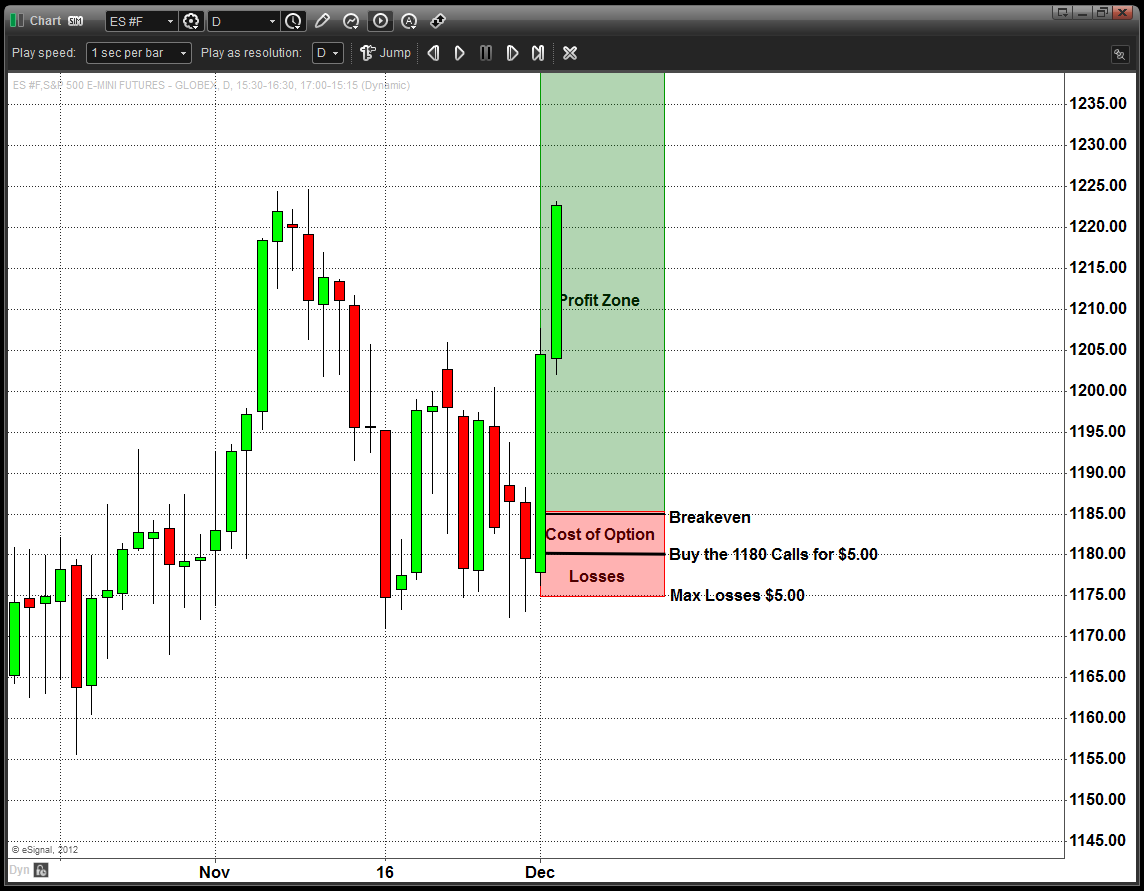 Chart SIM ES #F D
Play speed: 1 sec per bar Play as resolution: D Jump
ES #F,S&P 500 E-MINI FUTURES - GLOBEX, D, 15:30-16:30, 17:00-15:15 (Dynamic)
1235.00
1230.00
1225.00
1220.00
1215.00
Profit Zone
1210.00
1205.00
1200.00
1195.00
1190.00
1185.00
Breakeven
Cost of Option
Buy the 1180 Calls for $5.00
1180.00
Losses
Max Losses $5.00
1175.00
1170.00
1165.00
1160.00
1155.00
1150.00
1145.00
© eSignal, 2012
Dyn
Nov 16 Dec